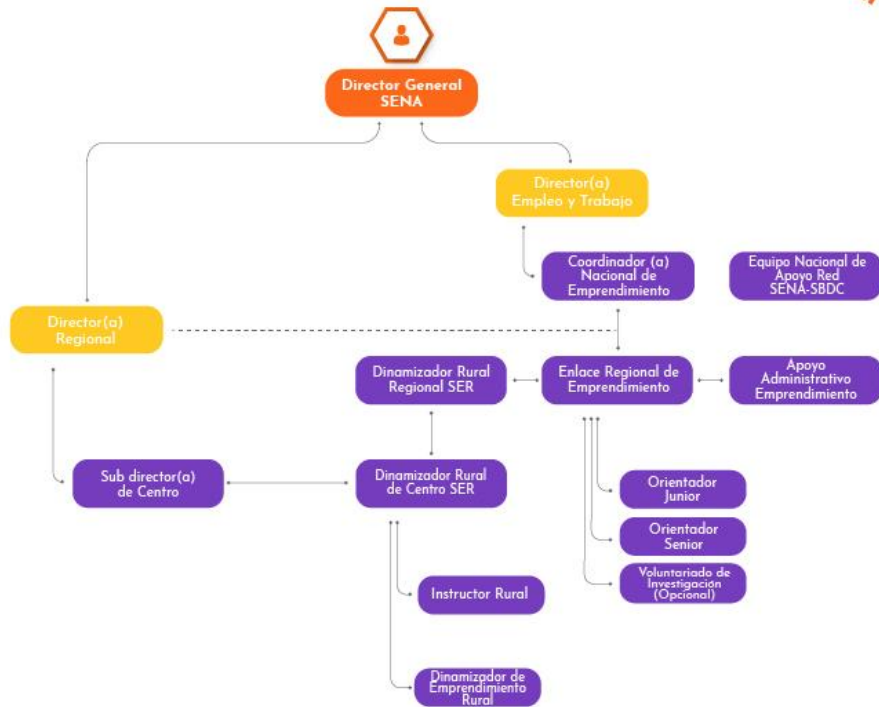 Director General
SENA
Director(a)
Empleo y Trabajo
Coordinador (a)
Nacional de
Emprendimiento
Equipo Nacional de
Apoyo Red
SENA-SBDC
Director(a)
Regional
Dinamizador Rural
Regional SER
Enlace Regional de
Emprendimiento
Apoyo
Administrativo
Emprendimiento
Sub director(a)
de Centro
Dinamizador Rural
de Centro SER
Orientador
Junior
Orientador
Senior
Voluntariado de
Investigación
(Opcional)
Instructor Rural
Dinamizador de
Emprendimiento
Rural